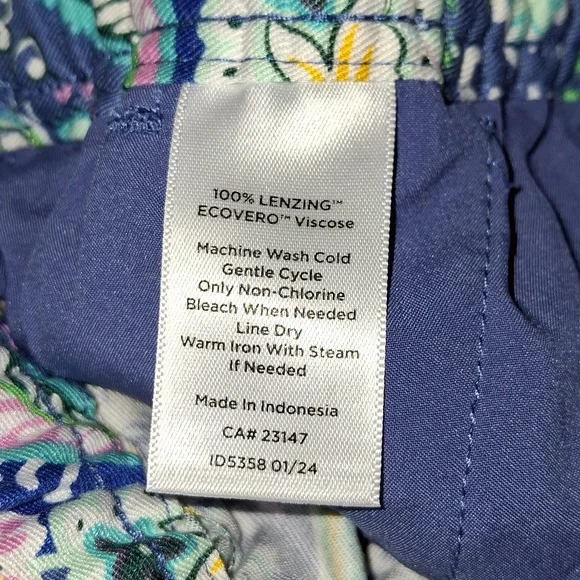 100% LENZING™
ECOVERO™ Viscose
Machine Wash Cold
Gentle Cycle
Only Non-Chlorine
Bleach When Needed
Line Dry
Warm Iron With Steam
If Needed
Made In Indonesia
CA# 23147
ID5358 01/24